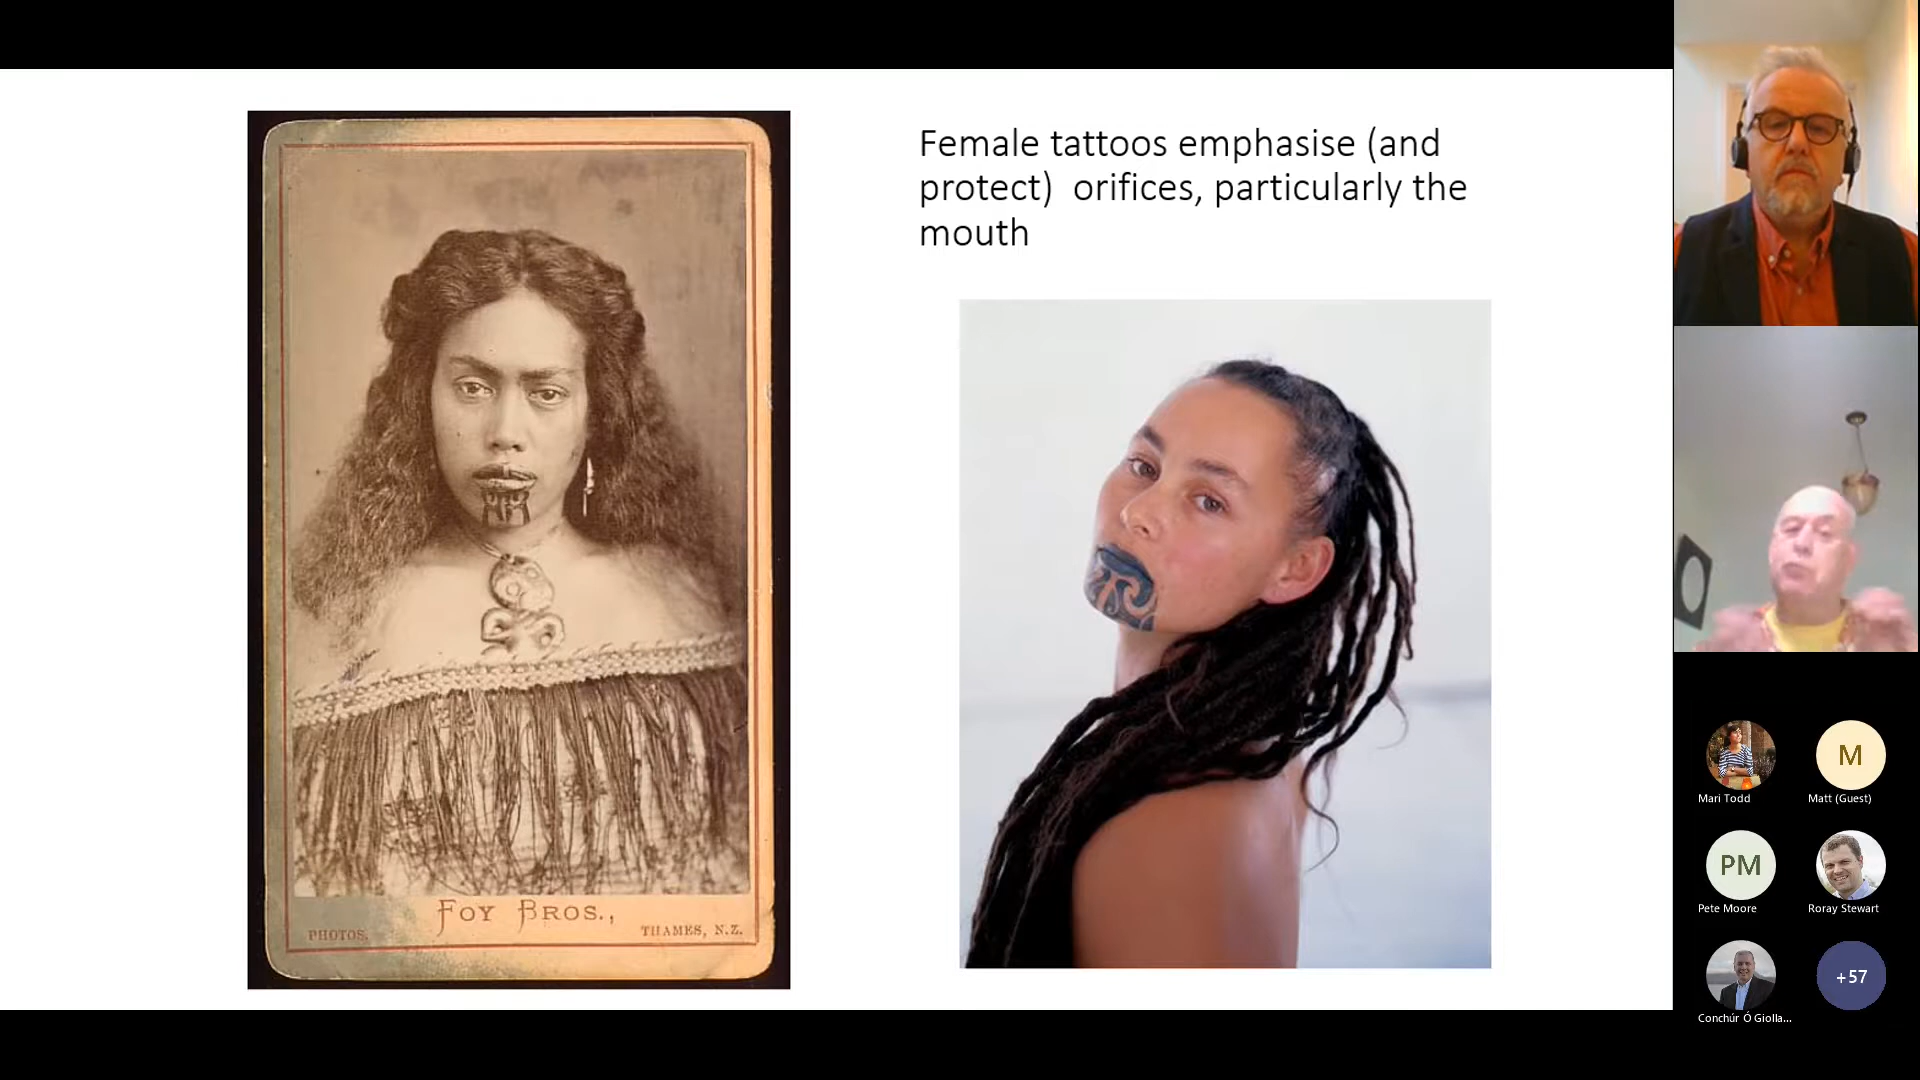 Female tattoos emphasise (and
protect)  orifices, particularly the
mouth
FOY BROS.,
PHOTOS.
THAMES, N.Z.
Mari Todd
M
Matt (Guest)
PM
Pete Moore
Roray Stewart
Conchúr Ó Giolla...
+57